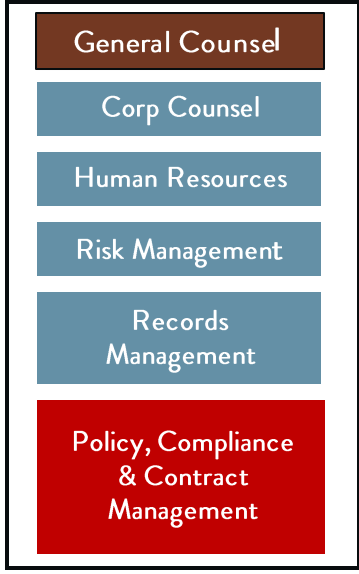 General Counsel
Corp Counsel
Human Resources
Risk Management
Records
Management
Policy, Compliance
& Contract
Management